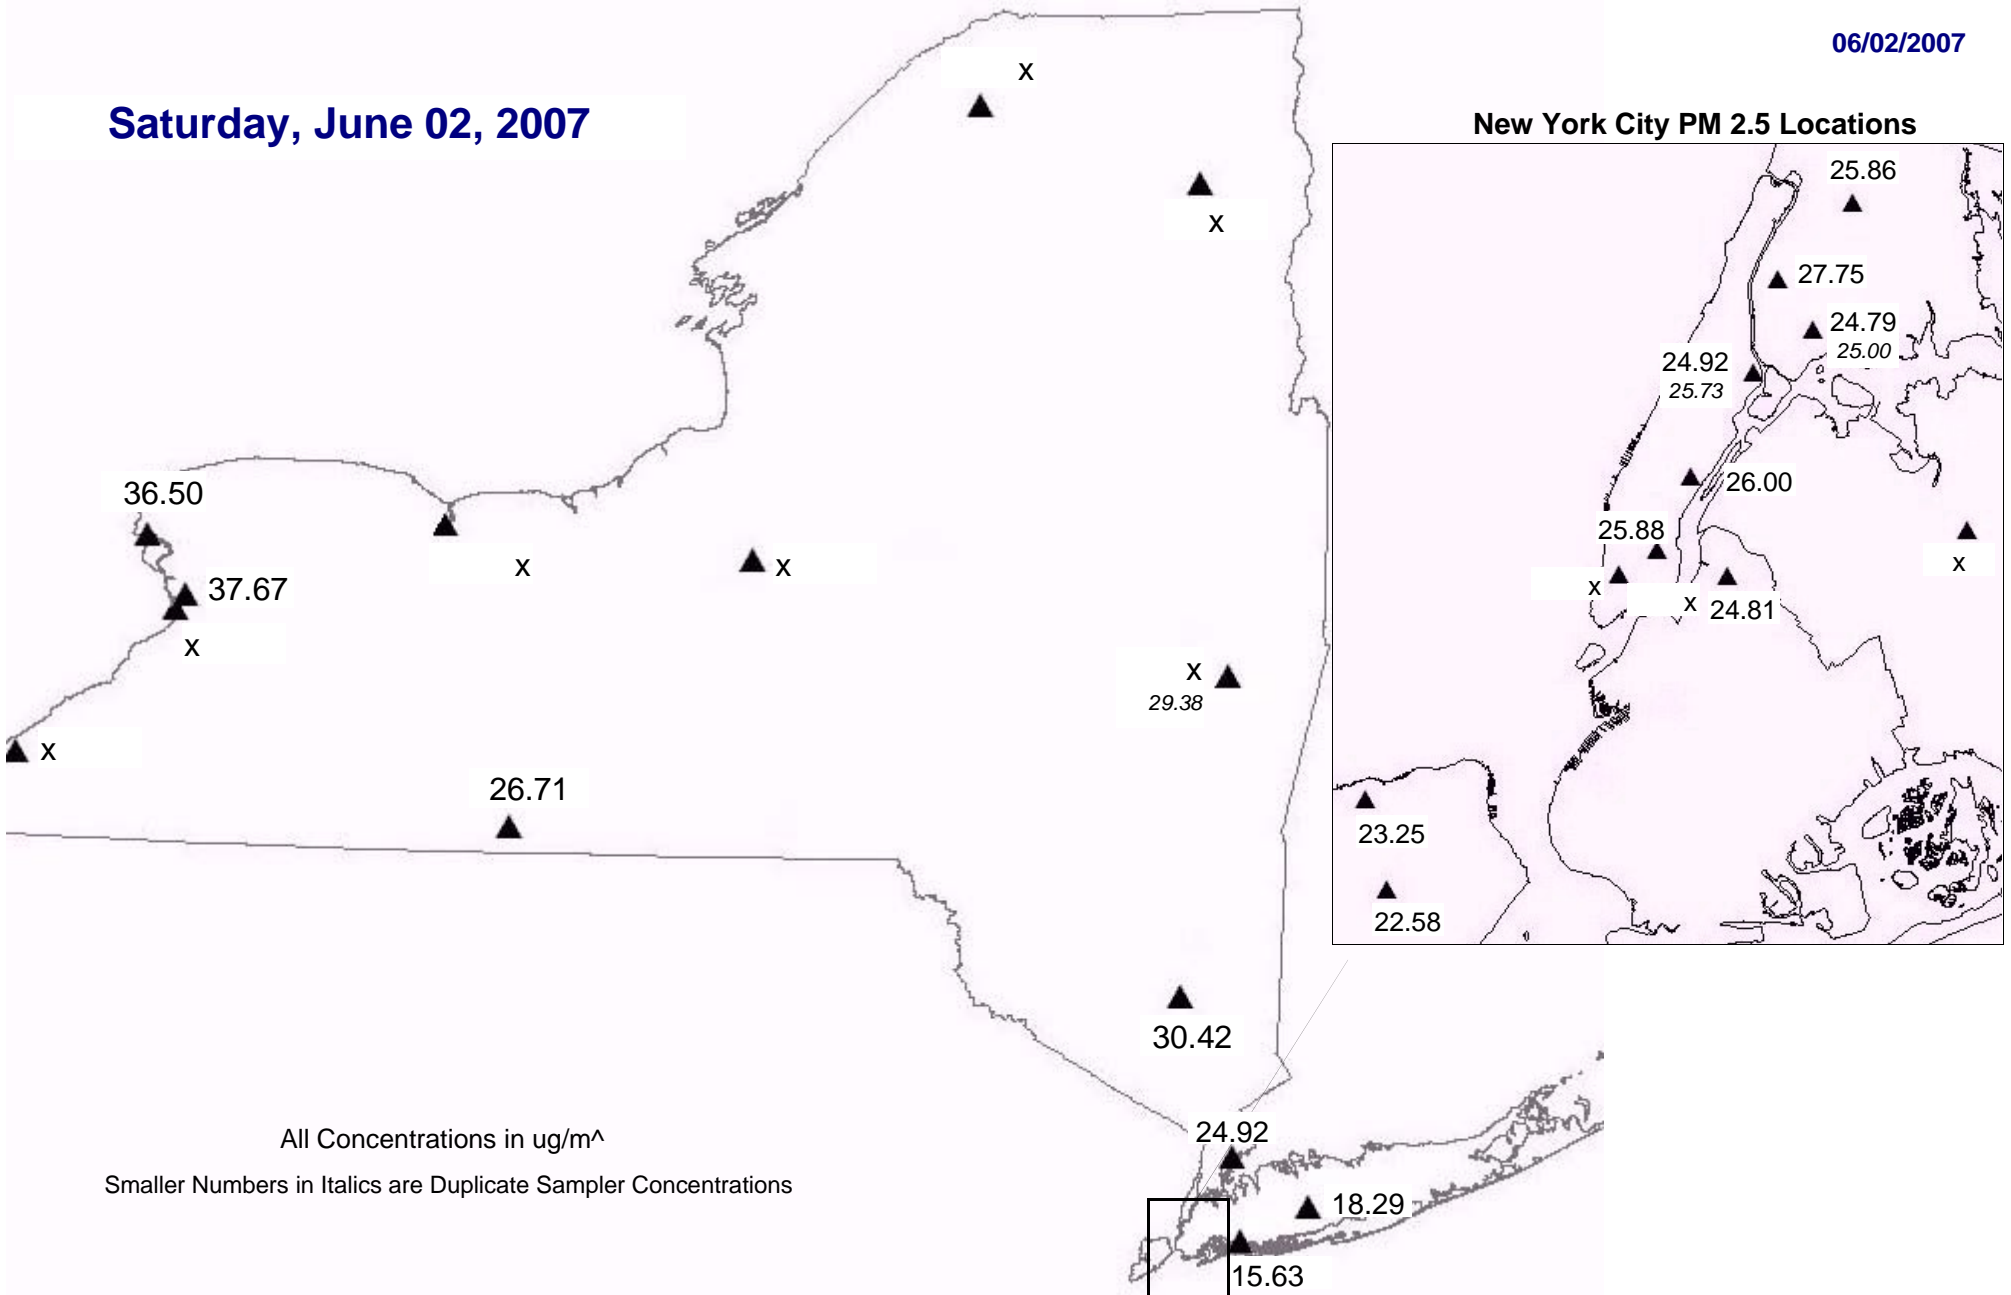 06/02/2007
Saturday, June 02, 2007
x
x
36.50
37.67
x
x
x
x
29.38
x
26.71
30.42
24.92
18.29
15.63
All Concentrations in ug/m^
Smaller Numbers in Italics are Duplicate Sampler Concentrations
New York City PM 2.5 Locations
25.86
27.75
24.79
25.00
24.92
25.73
26.00
25.88
x
x
x
24.81
23.25
22.58